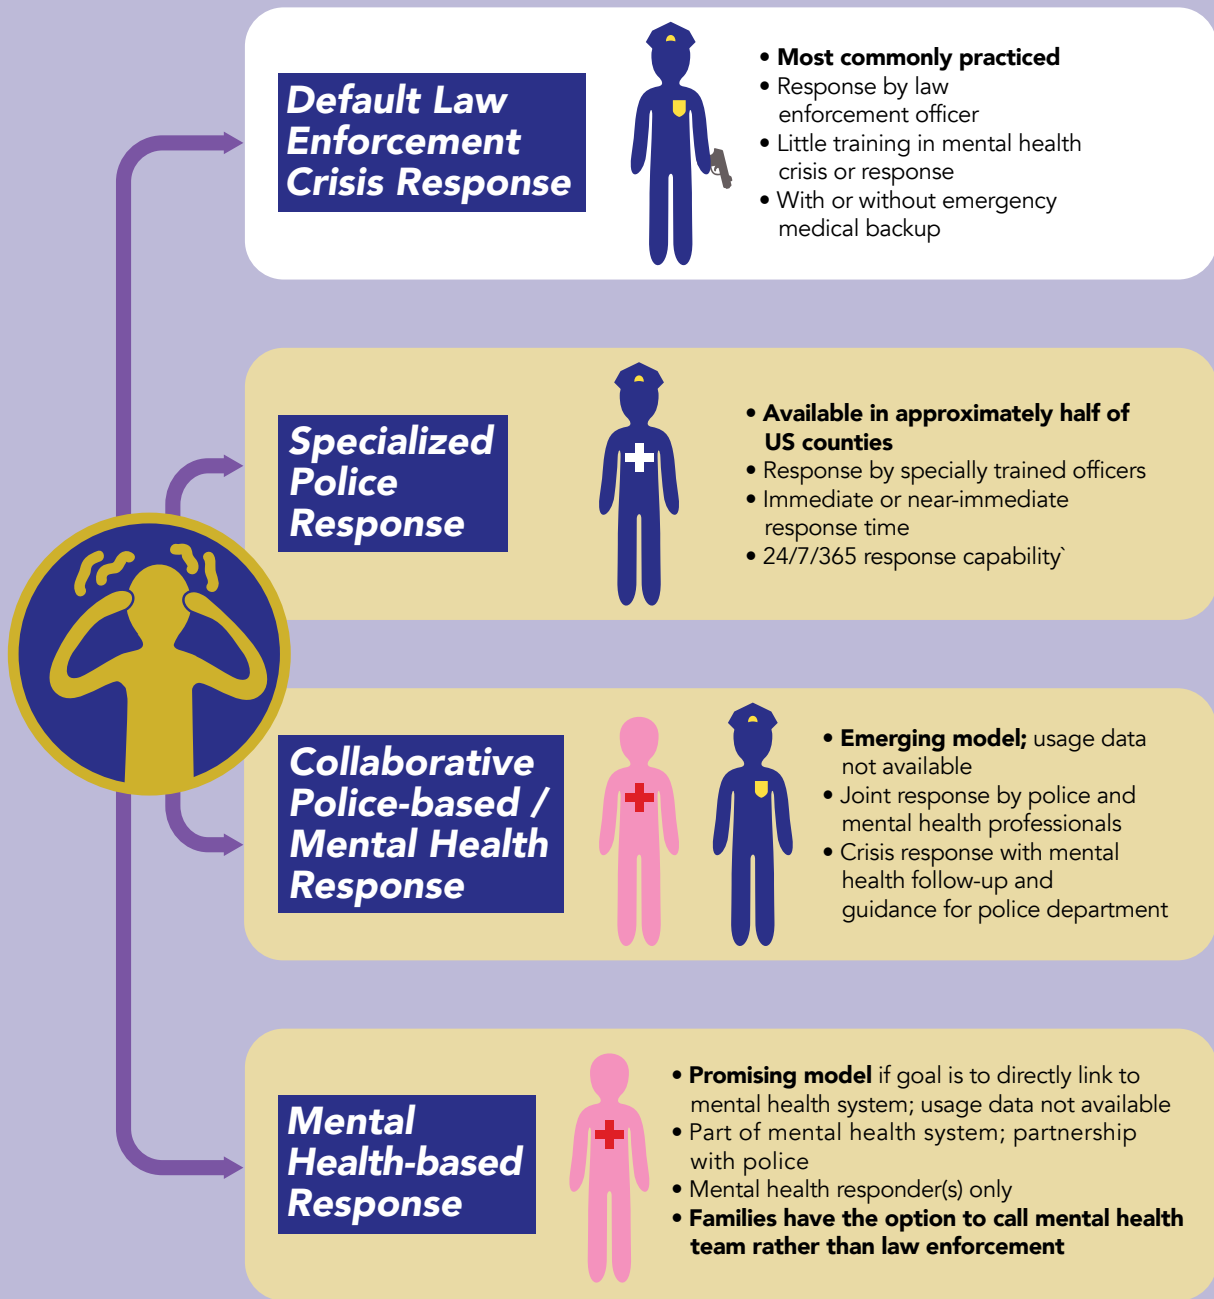 Default Law
Enforcement
Crisis Response
• Most commonly practiced
• Response by law
enforcement officer
• Little training in mental health
crisis or response
• With or without emergency
medical backup
Specialized
Police
Response
• Available in approximately half of
US counties
• Response by specially trained officers
• Immediate or near-immediate
response time
• 24/7/365 response capability`
Collaborative
Police-based /
Mental Health
Response
• Emerging model; usage data
not available
• Joint response by police and
mental health professionals
• Crisis response with mental
health follow-up and
guidance for police department
Mental
Health-based
Response
• Promising model if goal is to directly link to
mental health system; usage data not available
• Part of mental health system; partnership
with police
• Mental health responder(s) only
• Families have the option to call mental health
team rather than law enforcement